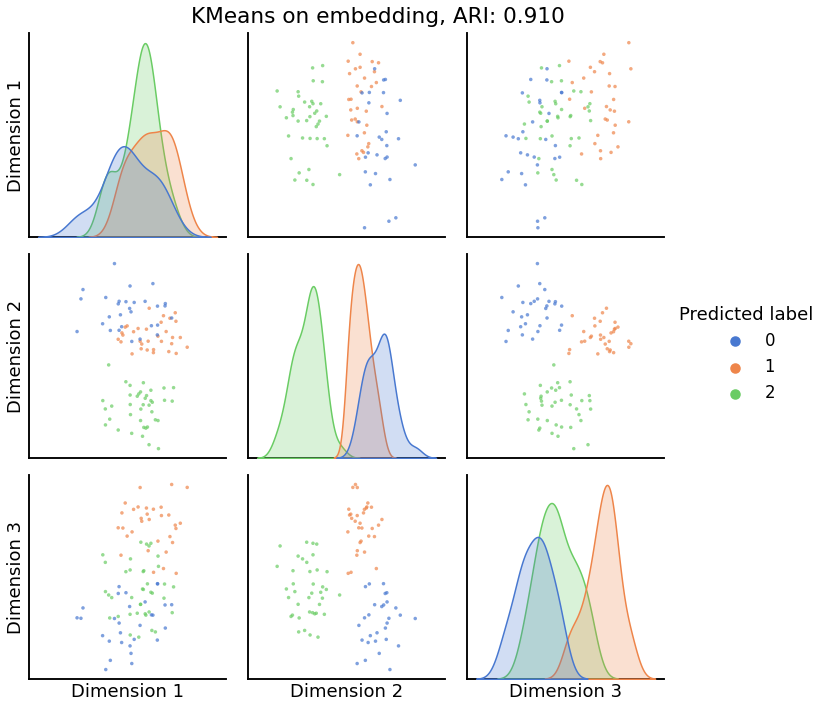 KMeans on embedding, ARI: 0.910
Dimension 1
Dimension 2
Predicted label
0
1
2
Dimension 3
Dimension 1
Dimension 2
Dimension 3